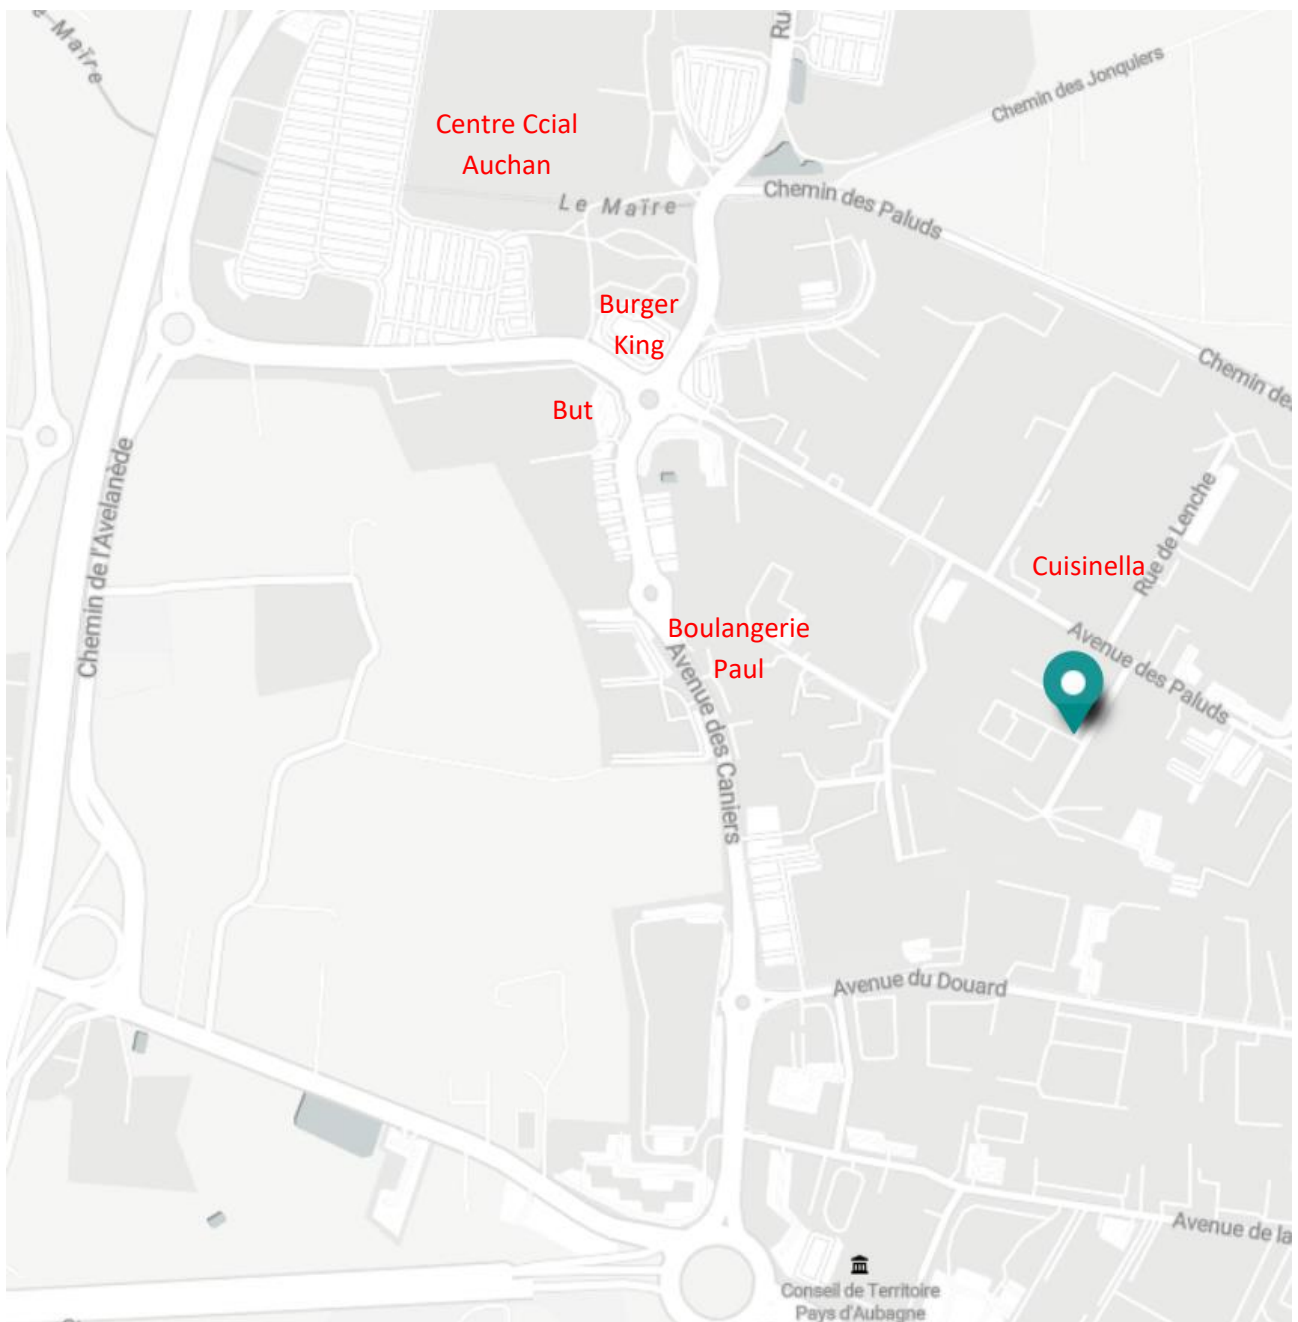 Maïre
Ru
Centre Ccial
Auchan
Chemin des Jonquiers
Le Maïre
Chemin des Paluds
Burger
King
Chemin des
But
Chemin de l'Avelanède
Rue de Lenche
Cuisinella
Boulangerie
Paul
Avenue des Paluds
Avenue des Caniers
Avenue du Douard
Avenue de la
Conseil de Territoire
Pays d'Aubagne